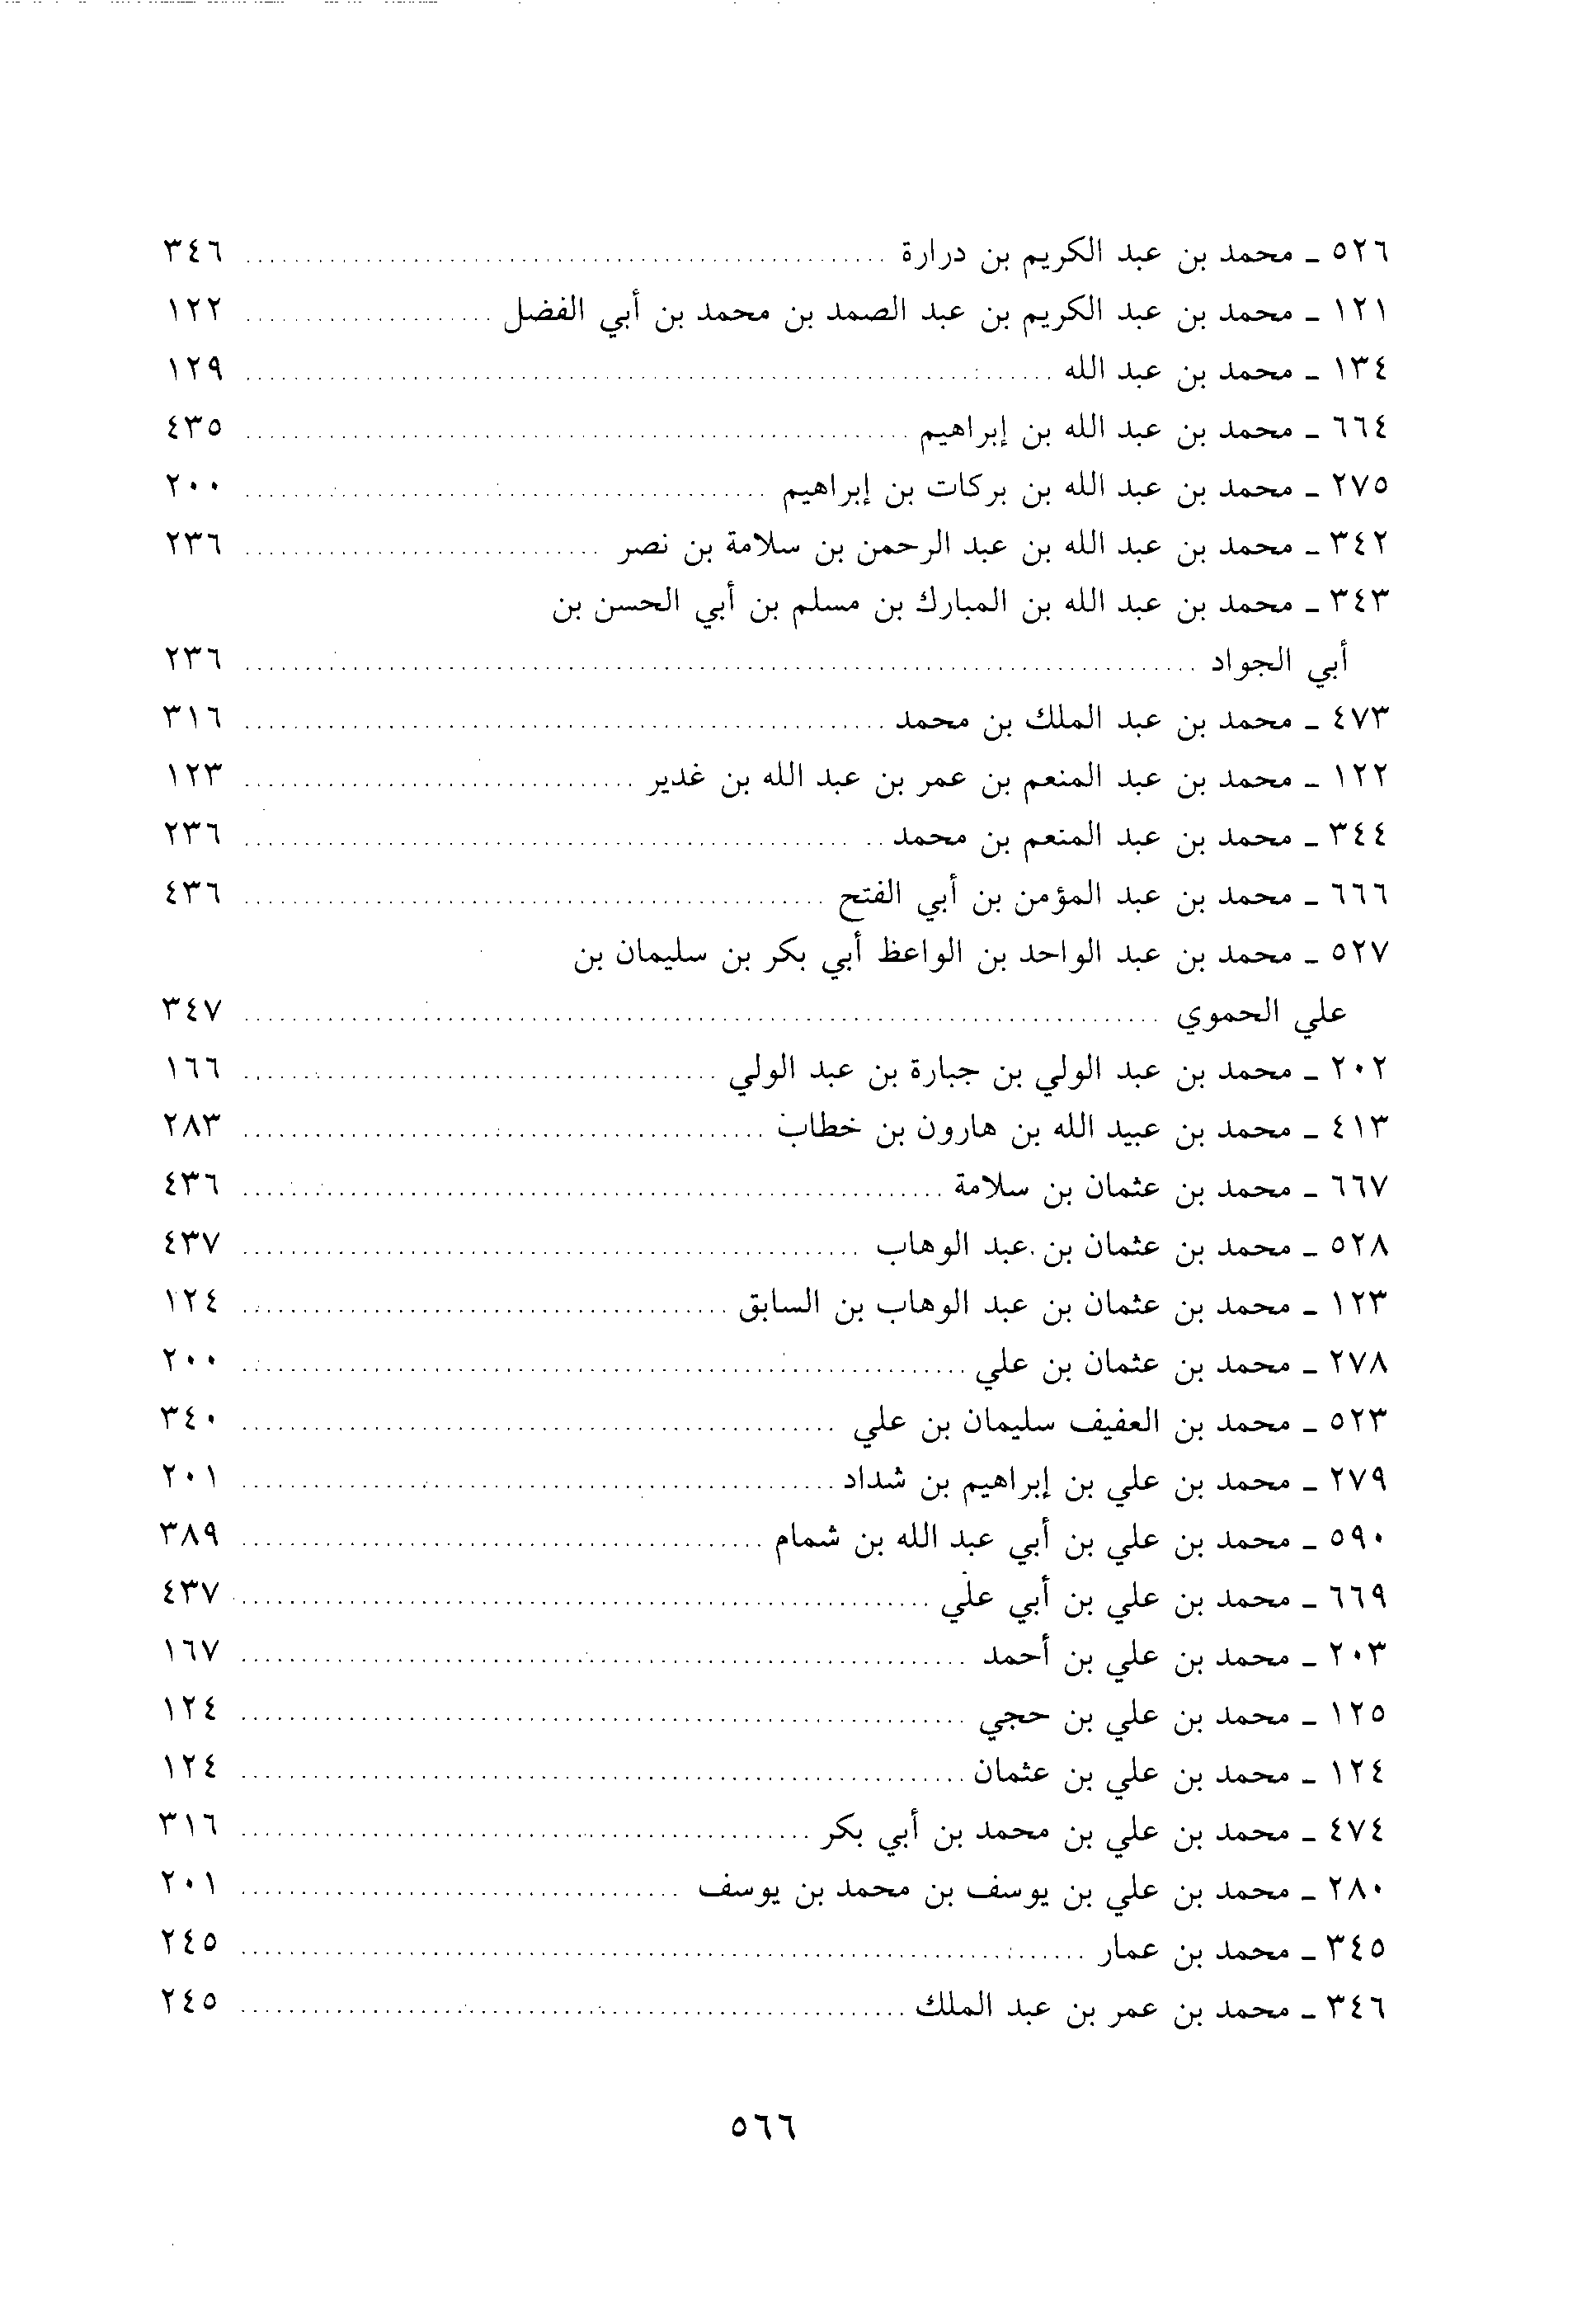 ٥٢٦ ـ محمد بن عبد الكريم بن درارة ........ ٣٤٦
١٢١ ـ محمد بن عبد الكريم بن عبد الصمد بن محمد بن أبي الفضل ........ ١٢٢
١٣٤ ـ محمد بن عبد الله ........ ١٢٩
٦٦٤ ـ محمد بن عبد الله بن إبراهيم ........ ٤٣٥
٢٧٥ ـ محمد بن عبد الله بن بركات بن إبراهيم ........ ٢٠٠
٣٤٢ ـ محمد بن عبد الله بن عبد الرحمن بن سلامة بن نصر ........ ٢٣٦
٣٤٣ ـ محمد بن عبد الله بن المبارك بن مسلم بن أبي الحسن بن
أبي الجواد ........ ٢٣٦
٤٧٣ ـ محمد بن عبد الملك بن محمد ........ ٣١٦
١٢٢ ـ محمد بن عبد المنعم بن عمر بن عبد الله بن غدير ........ ١٢٣
٣٤٤ ـ محمد بن عبد المنعم بن محمد ........ ٢٣٦
٦٦٦ ـ محمد بن عبد المؤمن بن أبي الفتح ........ ٤٣٦
٥٢٧ ـ محمد بن عبد الواحد بن الواعظ أبي بكر بن سليمان بن
علي الحموي ........ ٣٤٧
٢٠٢ ـ محمد بن عبد الولي بن جبارة بن عبد الولي ........ ١٦٦
٤١٣ ـ محمد بن عبيد الله بن هارون بن خطاب ........ ٢٨٣
٦٦٧ ـ محمد بن عثمان بن سلامة ........ ٤٣٦
٥٢٨ ـ محمد بن عثمان بن عبد الوهاب ........ ٤٣٧
١٢٣ ـ محمد بن عثمان بن عبد الوهاب بن السابق ........ ١٢٤
٢٧٨ ـ محمد بن عثمان بن علي ........ ٢٠٠
٥٢٣ ـ محمد بن العفيف سليمان بن علي ........ ٣٤٠
٢٧٩ ـ محمد بن علي بن إبراهيم بن شداد ........ ٢٠١
٥٩٠ ـ محمد بن علي بن أبي عبد الله بن شمام ........ ٣٨٩
٦٦٩ ـ محمد بن علي بن أبي علي ........ ٤٣٧
٢٠٣ ـ محمد بن علي بن أحمد ........ ١٦٧
١٢٥ ـ محمد بن علي بن حجي ........ ١٢٤
١٢٤ ـ محمد بن علي بن عثمان ........ ١٢٤
٤٧٤ ـ محمد بن علي بن محمد بن أبي بكر ........ ٣١٦
٢٨٠ ـ محمد بن علي بن يوسف بن محمد بن يوسف ........ ٢٠١
٣٤٥ ـ محمد بن عمار ........ ٢٤٥
٣٤٦ ـ محمد بن عمر بن عبد الملك ........ ٢٤٥
٥٦٦